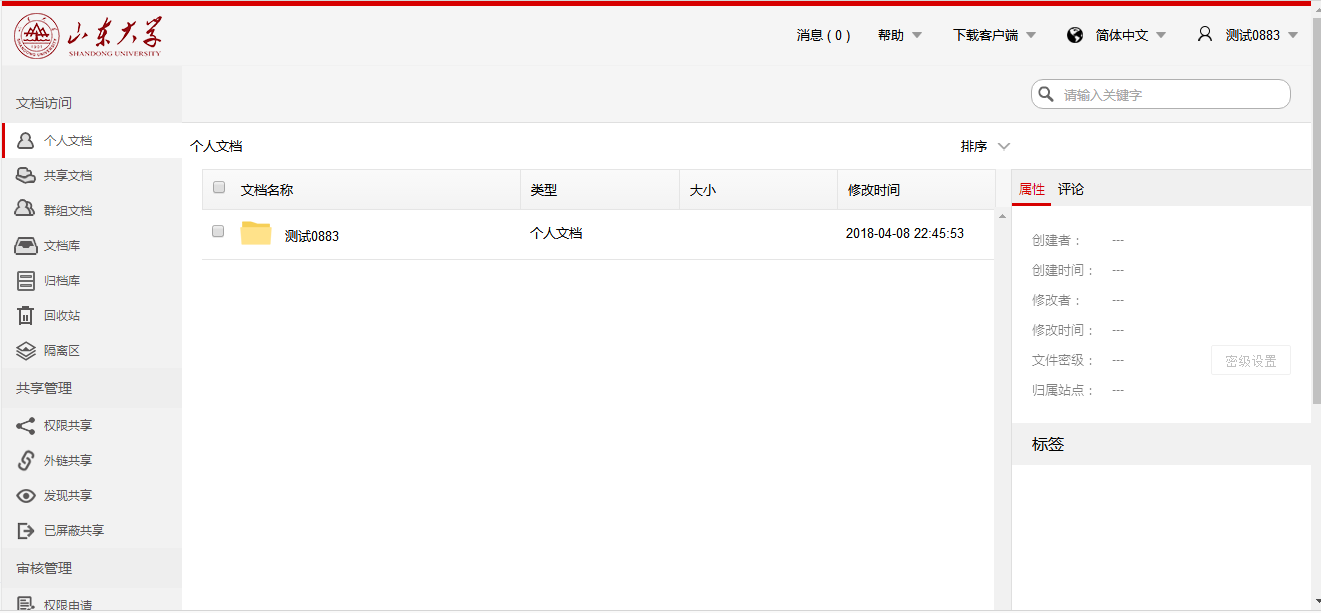 山东大学
SHANDONG UNIVERSITY
消息 ( 0 ) 帮助 下载客户端 简体中文 测试0883
请输入关键字
文档访问
个人文档
共享文档
群组文档
文档库
归档库
回收站
隔离区
共享管理
权限共享
外链共享
发现共享
已屏蔽共享
审核管理
权限申请
个人文档 排序
文档名称 类型 大小 修改时间
测试0883 个人文档 2018-04-08 22:45:53
属性 评论
创建者： ---
创建时间： ---
修改者： ---
修改时间： ---
文件密级： --- 密级设置
归属站点： ---
标签